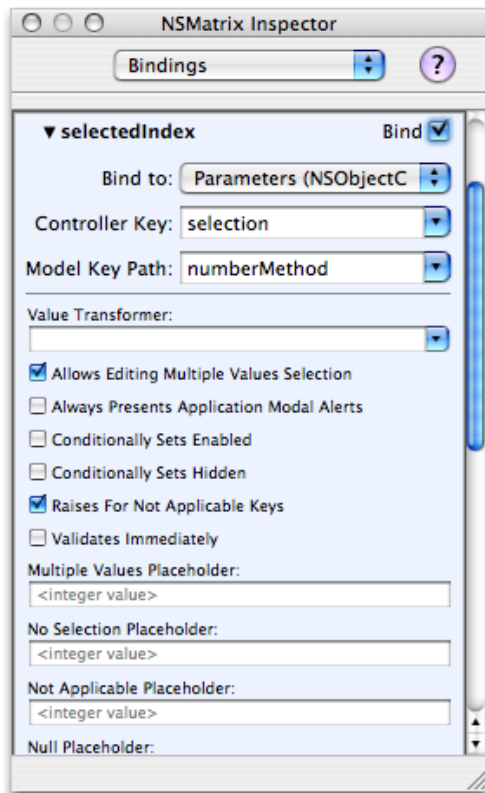 NSMatrix Inspector
Bindings
?
▼ selectedIndex Bind
Bind to: Parameters (NSObjectC
Controller Key: selection
Model Key Path: numberMethod
Value Transformer:
Allows Editing Multiple Values Selection
Always Presents Application Modal Alerts
Conditionally Sets Enabled
Conditionally Sets Hidden
Raises For Not Applicable Keys
Validates Immediately
Multiple Values Placeholder:
<integer value>
No Selection Placeholder:
<integer value>
Not Applicable Placeholder:
<integer value>
Null Placeholder: